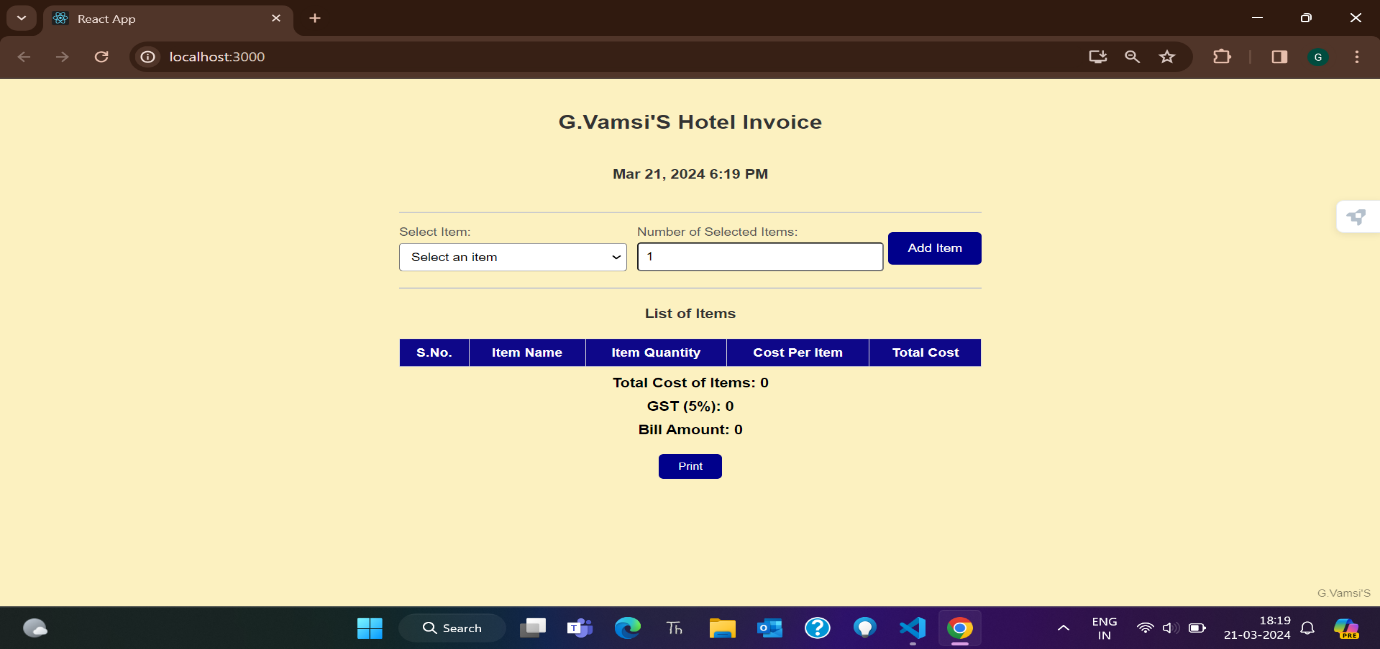 React App
localhost:3000
G
G.Vamsi'S Hotel Invoice
Mar 21, 2024 6:19 PM
Select Item:
Number of Selected Items:
Select an item
1
Add Item
List of Items
S.No. Item Name Item Quantity Cost Per Item Total Cost
Total Cost of Items: 0
GST (5%): 0
Bill Amount: 0
Print
G.Vamsi'S
Search
T
Th
O
?
ENG
IN
18:19
21-03-2024
PRE